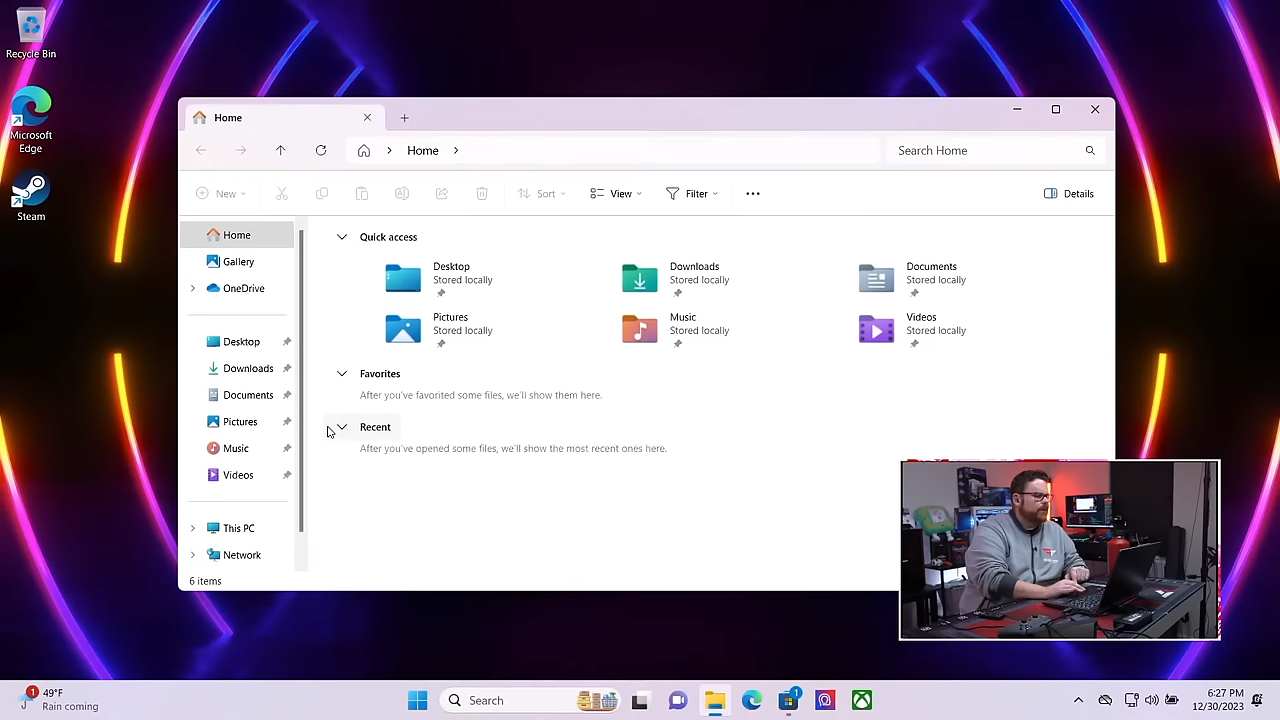 Recycle Bin
Microsoft
Edge
Steam
Home
Home
Search Home
New
Sort
View
Filter
Details
Home
Gallery
OneDrive
Desktop
Downloads
Documents
Pictures
Music
Videos
This PC
Network
6 items
Quick access
Desktop
Stored locally
Downloads
Stored locally
Documents
Stored locally
Pictures
Stored locally
Music
Stored locally
Videos
Stored locally
Favorites
After you've favorited some files, we'll show them here.
Recent
After you've opened some files, we'll show the most recent ones here.
1
49°F
Rain coming
Search
1
6:27 PM
12/30/2023